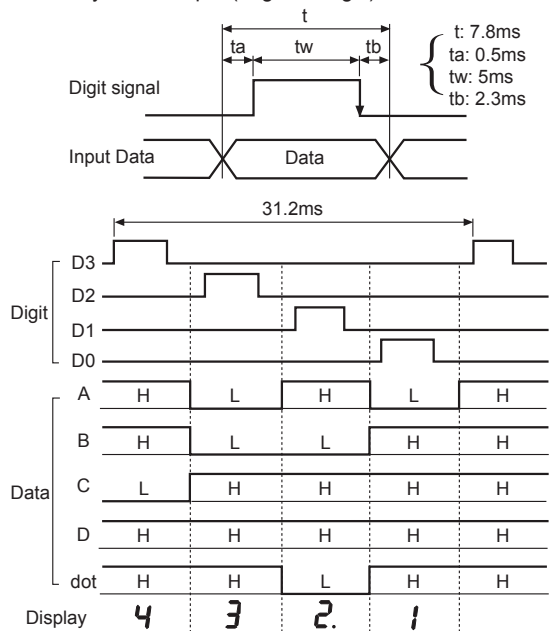 t
ta tw tb
t: 7.8ms
ta: 0.5ms
tw: 5ms
tb: 2.3ms
Digit signal
Input Data Data
31.2ms
D3
D2
Digit
D1
D0
A H L H L H
B H L L H H
Data
C L H H H H
D H H H H H
dot H H L H H
Display 4 3 2. 1